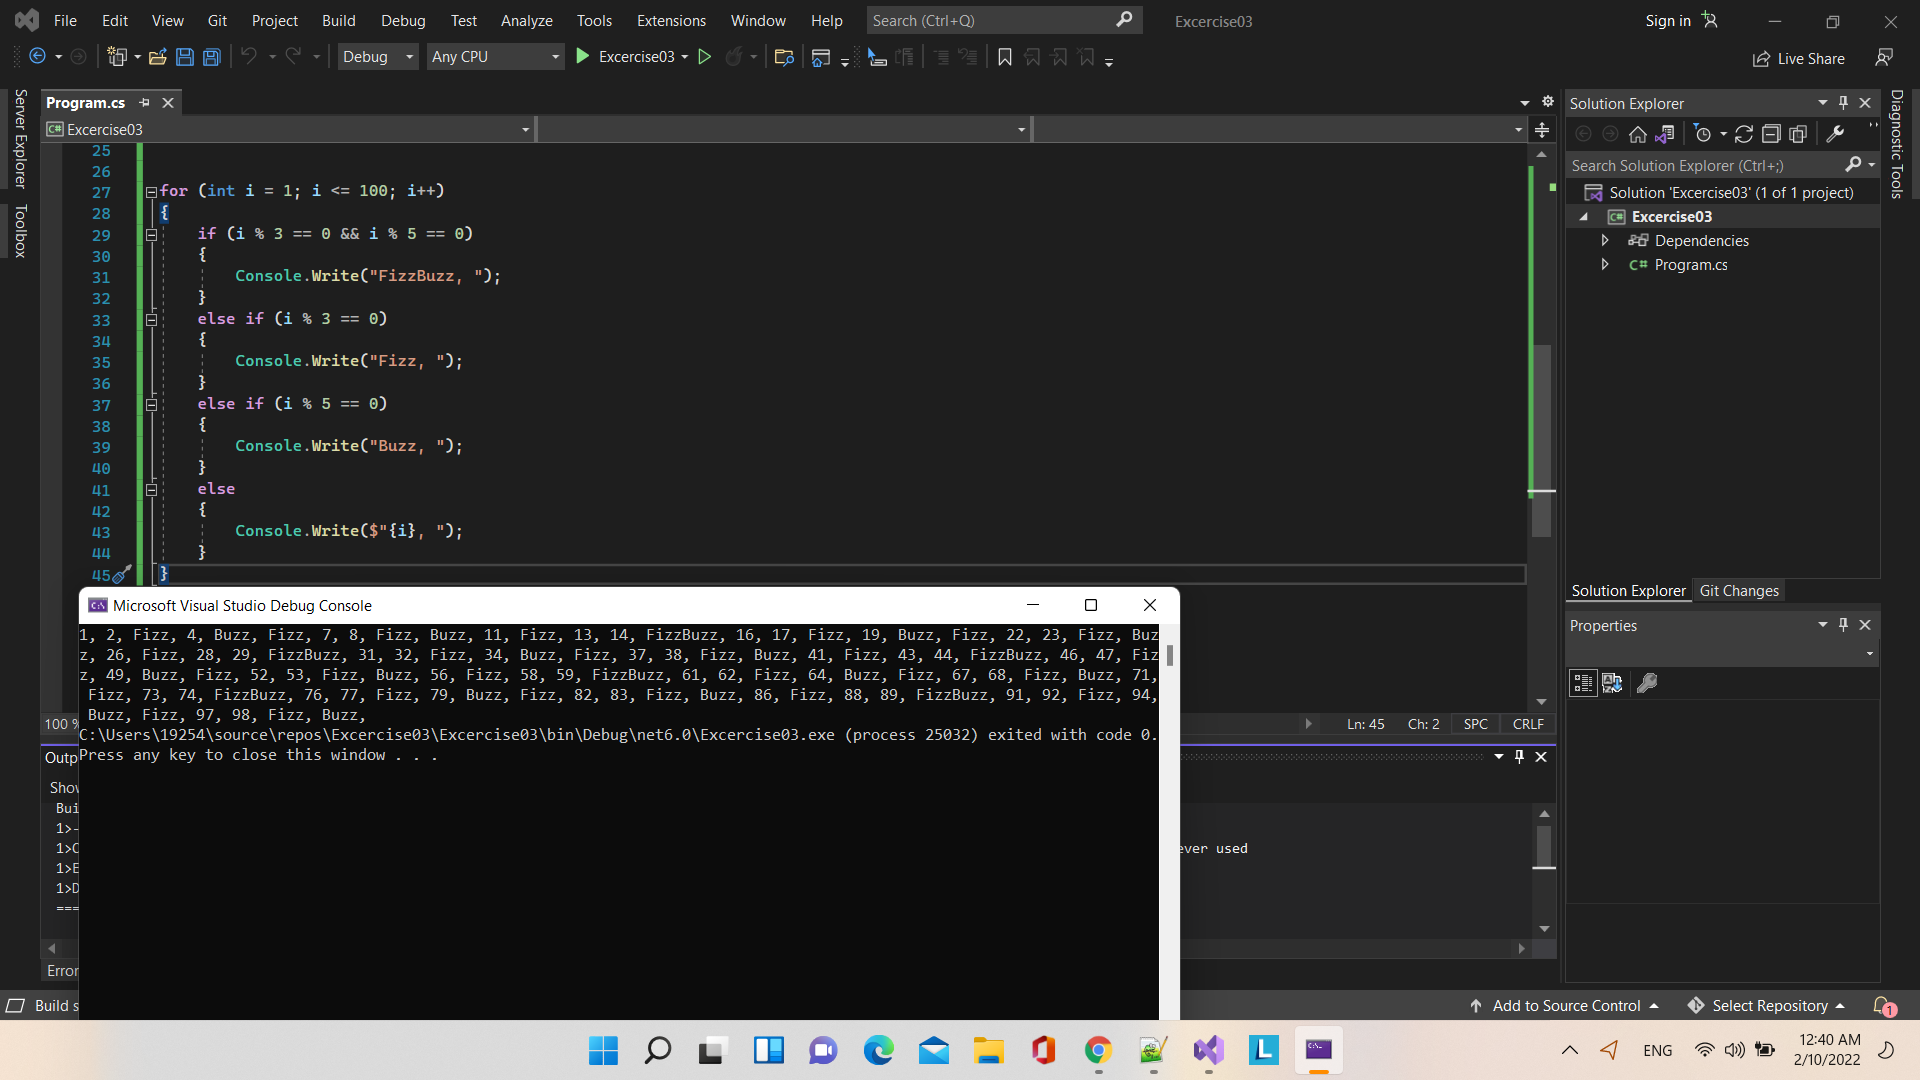 File Edit View Git Project Build Debug Test Analyze Tools Extensions Window Help Search (Ctrl+Q) Excercise03 Sign in
Debug Any CPU Excercise03 Live Share
Server Explorer
Toolbox
Program.cs
Excercise03
25
26
27 for (int i = 1; i <= 100; i++)
28 {
29 if (i % 3 == 0 && i % 5 == 0)
30 {
31 Console.Write("FizzBuzz, ");
32 }
33 else if (i % 3 == 0)
34 {
35 Console.Write("Fizz, ");
36 }
37 else if (i % 5 == 0)
38 {
39 Console.Write("Buzz, ");
40 }
41 else
42 {
43 Console.Write($"{i}, ");
44 }
45 }
Microsoft Visual Studio Debug Console
1, 2, Fizz, 4, Buzz, Fizz, 7, 8, Fizz, Buzz, 11, Fizz, 13, 14, FizzBuzz, 16, 17, Fizz, 19, Buzz, Fizz, 22, 23, Fizz, Buz
z, 26, Fizz, 28, 29, FizzBuzz, 31, 32, Fizz, 34, Buzz, Fizz, 37, 38, Fizz, Buzz, 41, Fizz, 43, 44, FizzBuzz, 46, 47, Fiz
z, 49, Buzz, Fizz, 52, 53, Fizz, Buzz, 56, Fizz, 58, 59, FizzBuzz, 61, 62, Fizz, 64, Buzz, Fizz, 67, 68, Fizz, Buzz, 71,
Fizz, 73, 74, FizzBuzz, 76, 77, Fizz, 79, Buzz, Fizz, 82, 83, Fizz, Buzz, 86, Fizz, 88, 89, FizzBuzz, 91, 92, Fizz, 94,
Buzz, Fizz, 97, 98, Fizz, Buzz,
C:\Users\19254\source\repos\Excercise03\Excercise03\bin\Debug\net6.0\Excercise03.exe (process 25032) exited with code 0.
Press any key to close this window . . .
100 %
Ln: 45 Ch: 2 SPC CRLF
Outp
Show
Bui
1>-
1>C
ever used
1>E
1>D
===
Error
Solution Explorer
Search Solution Explorer (Ctrl+;)
Solution 'Excercise03' (1 of 1 project)
C# Excercise03
Dependencies
C# Program.cs
Solution Explorer Git Changes
Properties
Diagnostic Tools
Build s
Add to Source Control Select Repository 1
ENG
12:40 AM
2/10/2022